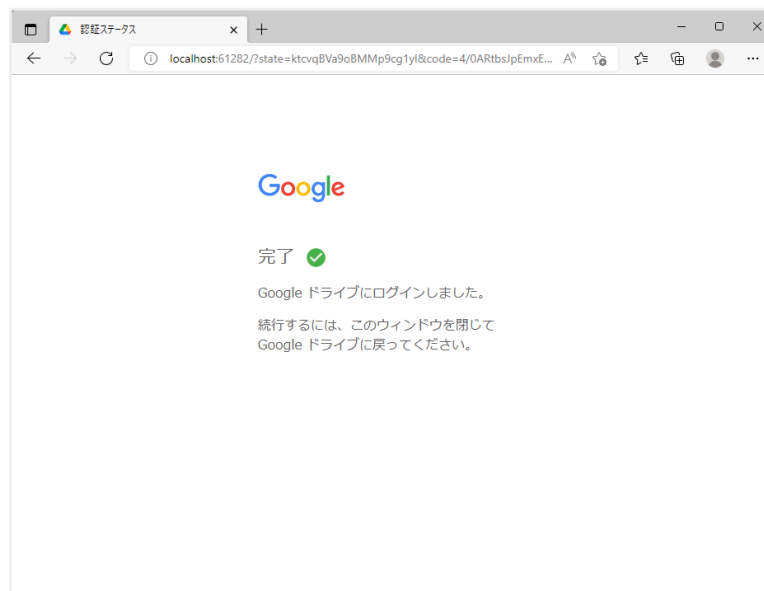 認証ステータス
localhost:61282/?state=ktcvqBVa9oBMMp9cg1yI&code=4/0ARtbsJpEmxE...
Google
完了
Google ドライブにログインしました。
続行するには、このウィンドウを閉じて
Google ドライブに戻ってください。